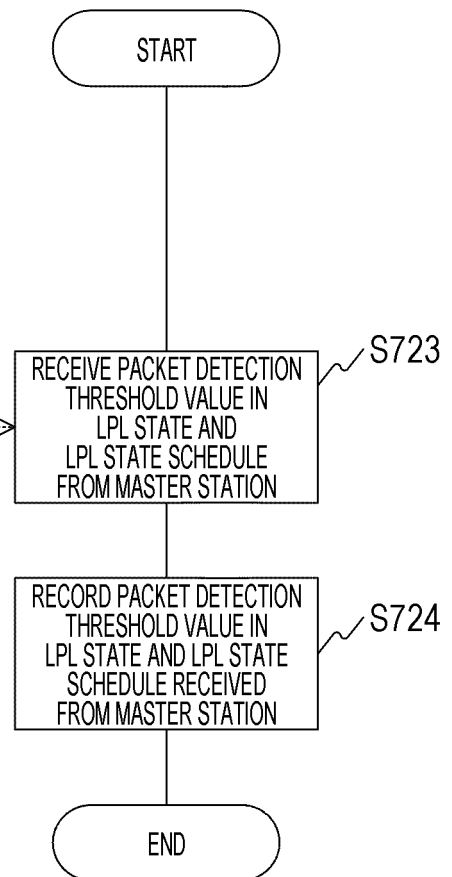 START
S723
RECEIVE PACKET DETECTION
THRESHOLD VALUE IN
LPL STATE AND
LPL STATE SCHEDULE
FROM MASTER STATION
S724
RECORD PACKET DETECTION
THRESHOLD VALUE IN
LPL STATE AND LPL STATE
SCHEDULE RECEIVED
FROM MASTER STATION
END